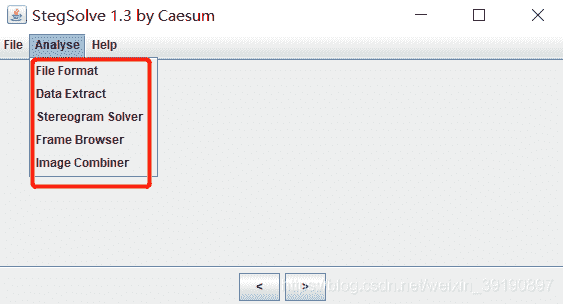 StegSolve 1.3 by Caesum
File Analyse Help
File Format
Data Extract
Stereogram Solver
Frame Browser
Image Combiner
< >
https://blog.csdn.net/weixin_39190897